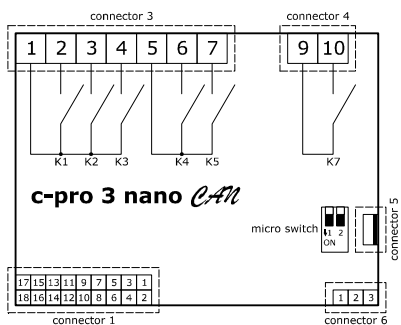 connector 3
connector 4
1 2 3 4 5 6 7
9 10
K1 K2 K3 K4 K5 K7
c-pro 3 nano CAN
micro switch
1 2
ON
connector 5
17 15 13 11 9 7 5 3 1
18 16 14 12 10 8 6 4 2
1 2 3
connector 1
connector 6